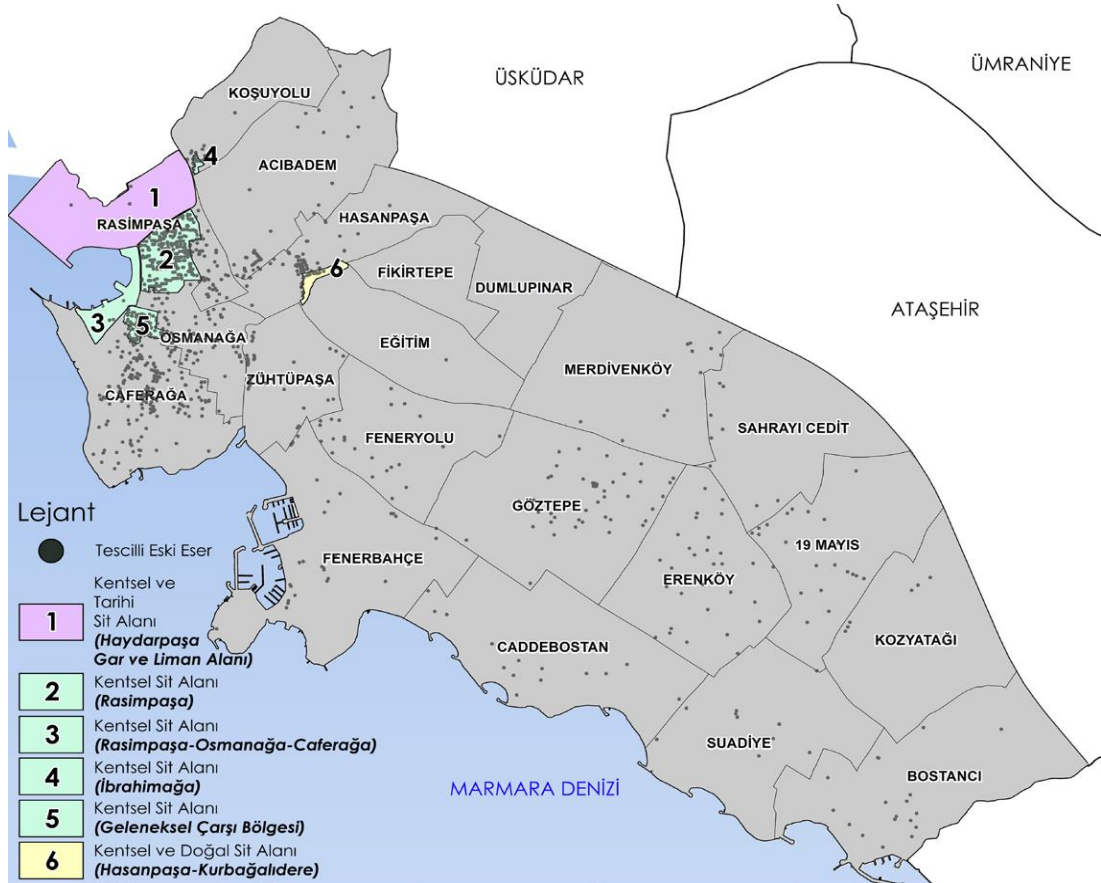 ÜSKÜDAR
ÜMRANİYE
KOŞUYOLU
4
ACIBADEM
1
RASİMPAŞA
HASANPAŞA
2
6
FİKİRTEPE
DUMLUPINAR
ATAŞEHİR
3
5
OSMANAĞA
EĞİTİM
MERDİVENKÖY
ZÜHTÜPAŞA
CAFERAĞA
SAHRAYI CEDİT
FENERYOLU
GÖZTEPE
19 MAYIS
FENERBAHÇE
ERENKÖY
KOZYATAĞI
CADDEBOSTAN
SUADİYE
BOSTANCI
MARMARA DENİZİ
Lejant
Tescilli Eski Eser
Kentsel ve
Tarihi
1 Sit Alanı
(Haydarpaşa
Gar ve Liman Alanı)
2 Kentsel Sit Alanı
(Rasimpaşa)
3 Kentsel Sit Alanı
(Rasimpaşa-Osmanağa-Caferağa)
4 Kentsel Sit Alanı
(İbrahimağa)
5 Kentsel Sit Alanı
(Geleneksel Çarşı Bölgesi)
6 Kentsel ve Doğal Sit Alanı
(Hasanpaşa-Kurbağalıdere)